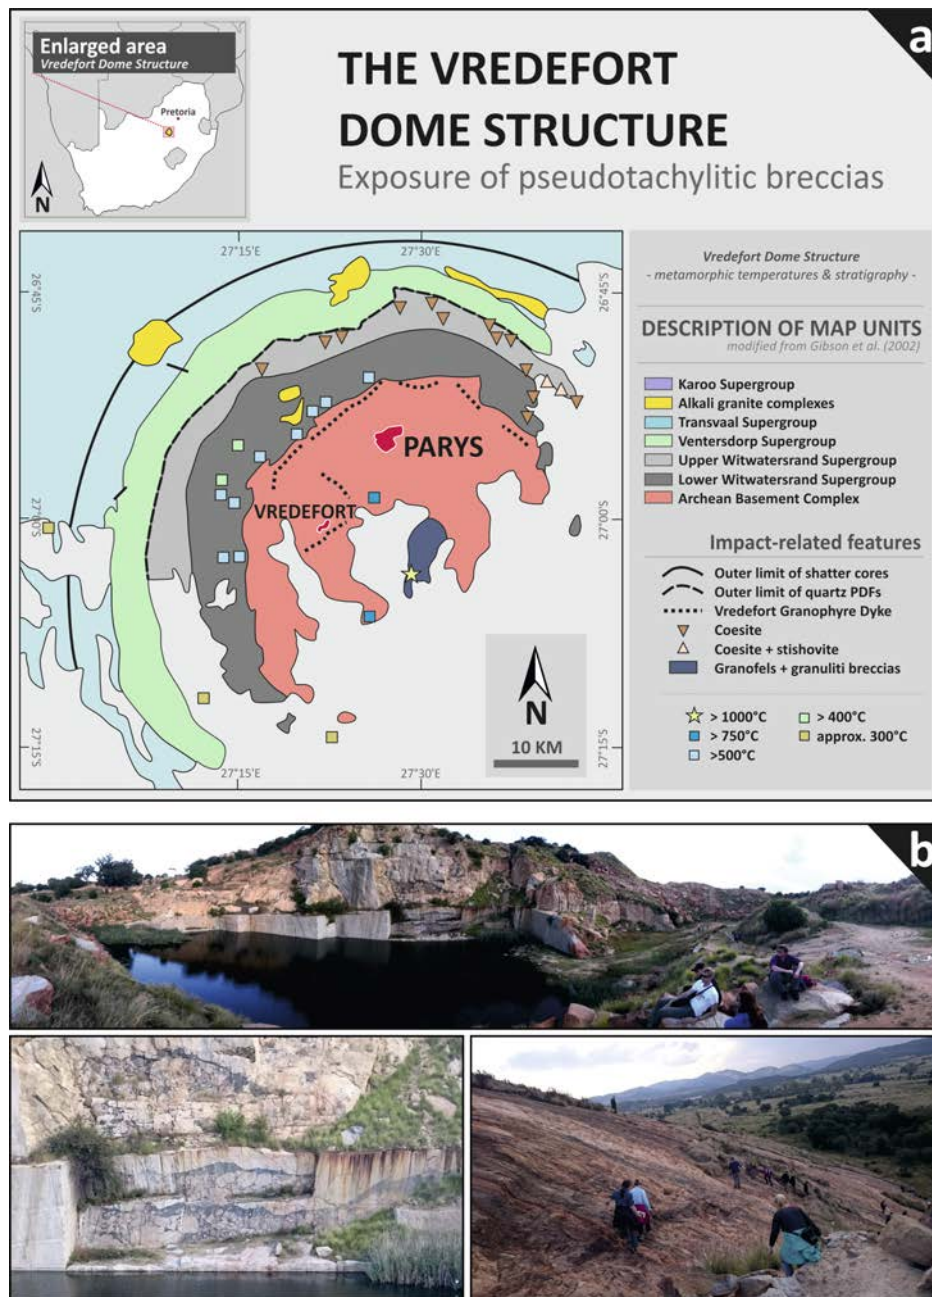 a
Enlarged area
Vredefort Dome Structure
Pretoria
N
THE VREDEFORT
DOME STRUCTURE
Exposure of pseudotachylitic breccias
27°15'E
27°30'E
26°45'S
26°45'S
PARYS
VREDEFORT
27°00'S
27°00'S
N
10 KM
27°15'S
27°15'S
27°15'E
27°30'E
Vredefort Dome Structure
- metamorphic temperatures & stratigraphy -
DESCRIPTION OF MAP UNITS
modified from Gibson et al. (2002)
Karoo Supergroup
Alkali granite complexes
Transvaal Supergroup
Ventersdorp Supergroup
Upper Witwatersrand Supergroup
Lower Witwatersrand Supergroup
Archean Basement Complex
Impact-related features
Outer limit of shatter cores
Outer limit of quartz PDFs
Vredefort Granophyre Dyke
Coesite
Coesite + stishovite
Granofels + granuliti breccias
> 1000°C
> 400°C
> 750°C
approx. 300°C
>500°C
b